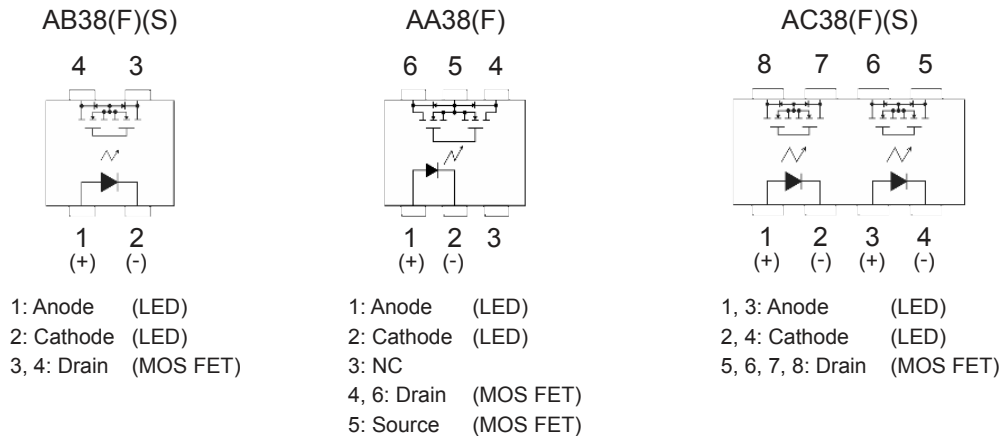 AB38(F)(S)
4 3
1 2
(+) (-)
1: Anode (LED)
2: Cathode (LED)
3, 4: Drain (MOS FET)
AA38(F)
6 5 4
1 2 3
(+) (-)
1: Anode (LED)
2: Cathode (LED)
3: NC
4, 6: Drain (MOS FET)
5: Source (MOS FET)
AC38(F)(S)
8 7 6 5
1 2 3 4
(+) (-) (+) (-)
1, 3: Anode (LED)
2, 4: Cathode (LED)
5, 6, 7, 8: Drain (MOS FET)